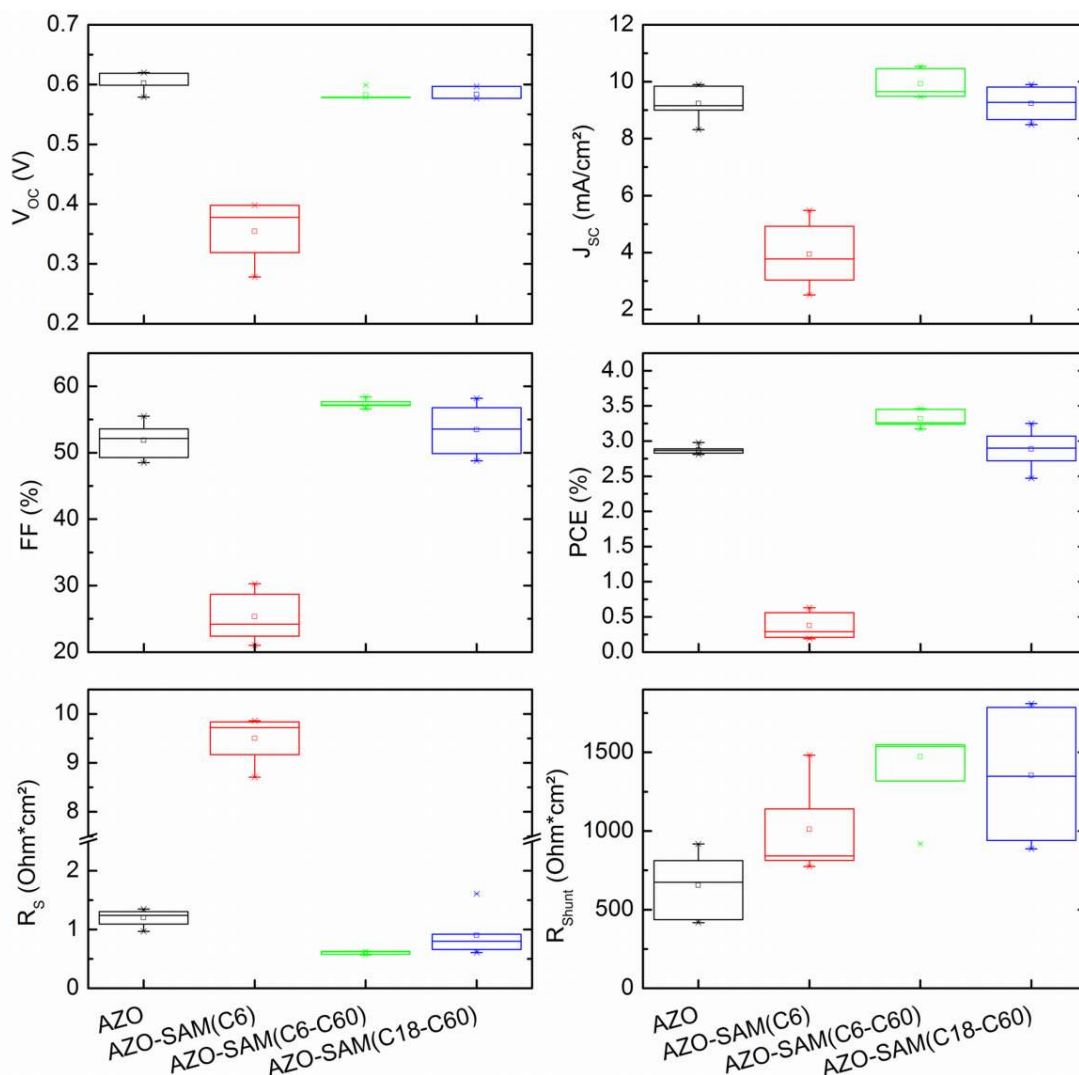 V_OC (V)
0.7
0.6
0.5
0.4
0.3
0.2
J_SC (mA/cm²)
12
10
8
6
4
2
FF (%)
60
50
40
30
20
PCE (%)
4.0
3.5
3.0
2.5
2.0
1.5
1.0
0.5
0.0
R_S (Ohm*cm²)
10
9
8
2
1
0
R_Shunt (Ohm*cm²)
1500
1000
500
0
AZO
AZO-SAM(C6)
AZO-SAM(C6-C60)
AZO-SAM(C18-C60)
AZO
AZO-SAM(C6)
AZO-SAM(C6-C60)
AZO-SAM(C18-C60)